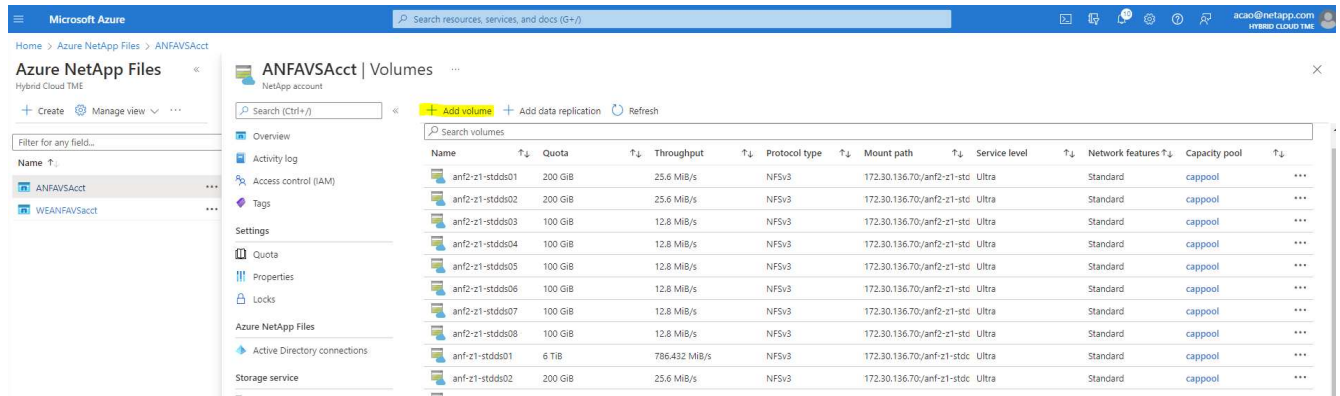 Microsoft Azure
Search resources, services, and docs (G+/)
10
acao@netapp.com
HYBRID CLOUD TME
Home > Azure NetApp Files > ANFAVSAcct
Azure NetApp Files «
Hybrid Cloud TME
+ Create Manage view ···
Filter for any field...
Name ↑↓
ANFAVSAcct ···
WEANFAVSacct ···
ANFAVSAcct | Volumes ···
NetApp account
Search (Ctrl+/) «
Overview
Activity log
Access control (IAM)
Tags
Settings
Quota
Properties
Locks
Azure NetApp Files
Active Directory connections
Storage service
+ Add volume + Add data replication Refresh
Search volumes
Name ↑↓ Quota ↑↓ Throughput ↑↓ Protocol type ↑↓ Mount path ↑↓ Service level ↑↓ Network features ↑↓ Capacity pool ↑↓
anf2-z1-stdds01 200 GiB 25.6 MiB/s NFSv3 172.30.136.70:/anf2-z1-std Ultra Standard cappool ···
anf2-z1-stdds02 200 GiB 25.6 MiB/s NFSv3 172.30.136.70:/anf2-z1-std Ultra Standard cappool ···
anf2-z1-stdds03 100 GiB 12.8 MiB/s NFSv3 172.30.136.70:/anf2-z1-std Ultra Standard cappool ···
anf2-z1-stdds04 100 GiB 12.8 MiB/s NFSv3 172.30.136.70:/anf2-z1-std Ultra Standard cappool ···
anf2-z1-stdds05 100 GiB 12.8 MiB/s NFSv3 172.30.136.70:/anf2-z1-std Ultra Standard cappool ···
anf2-z1-stdds06 100 GiB 12.8 MiB/s NFSv3 172.30.136.70:/anf2-z1-std Ultra Standard cappool ···
anf2-z1-stdds07 100 GiB 12.8 MiB/s NFSv3 172.30.136.70:/anf2-z1-std Ultra Standard cappool ···
anf2-z1-stdds08 100 GiB 12.8 MiB/s NFSv3 172.30.136.70:/anf2-z1-std Ultra Standard cappool ···
anf-z1-stdds01 6 TiB 786.432 MiB/s NFSv3 172.30.136.70:/anf-z1-stdc Ultra Standard cappool ···
anf-z1-stdds02 200 GiB 25.6 MiB/s NFSv3 172.30.136.70:/anf-z1-stdc Ultra Standard cappool ···